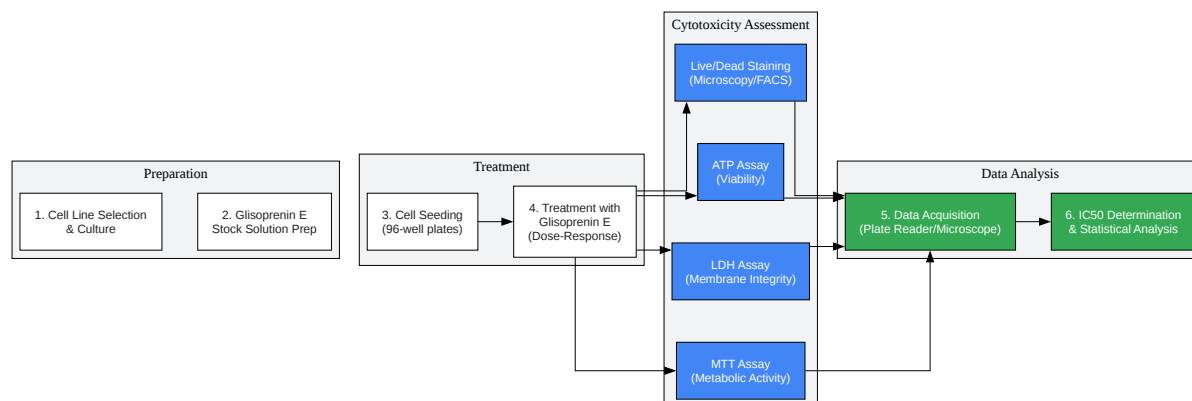 Preparation
1. Cell Line Selection
& Culture
2. Glisoprenin E
Stock Solution Prep
Treatment
3. Cell Seeding
(96-well plates)
4. Treatment with
Glisoprenin E
(Dose-Response)
Cytotoxicity Assessment
Live/Dead Staining
(Microscopy/FACS)
ATP Assay
(Viability)
LDH Assay
(Membrane Integrity)
MTT Assay
(Metabolic Activity)
Data Analysis
5. Data Acquisition
(Plate Reader/Microscope)
6. IC50 Determination
& Statistical Analysis